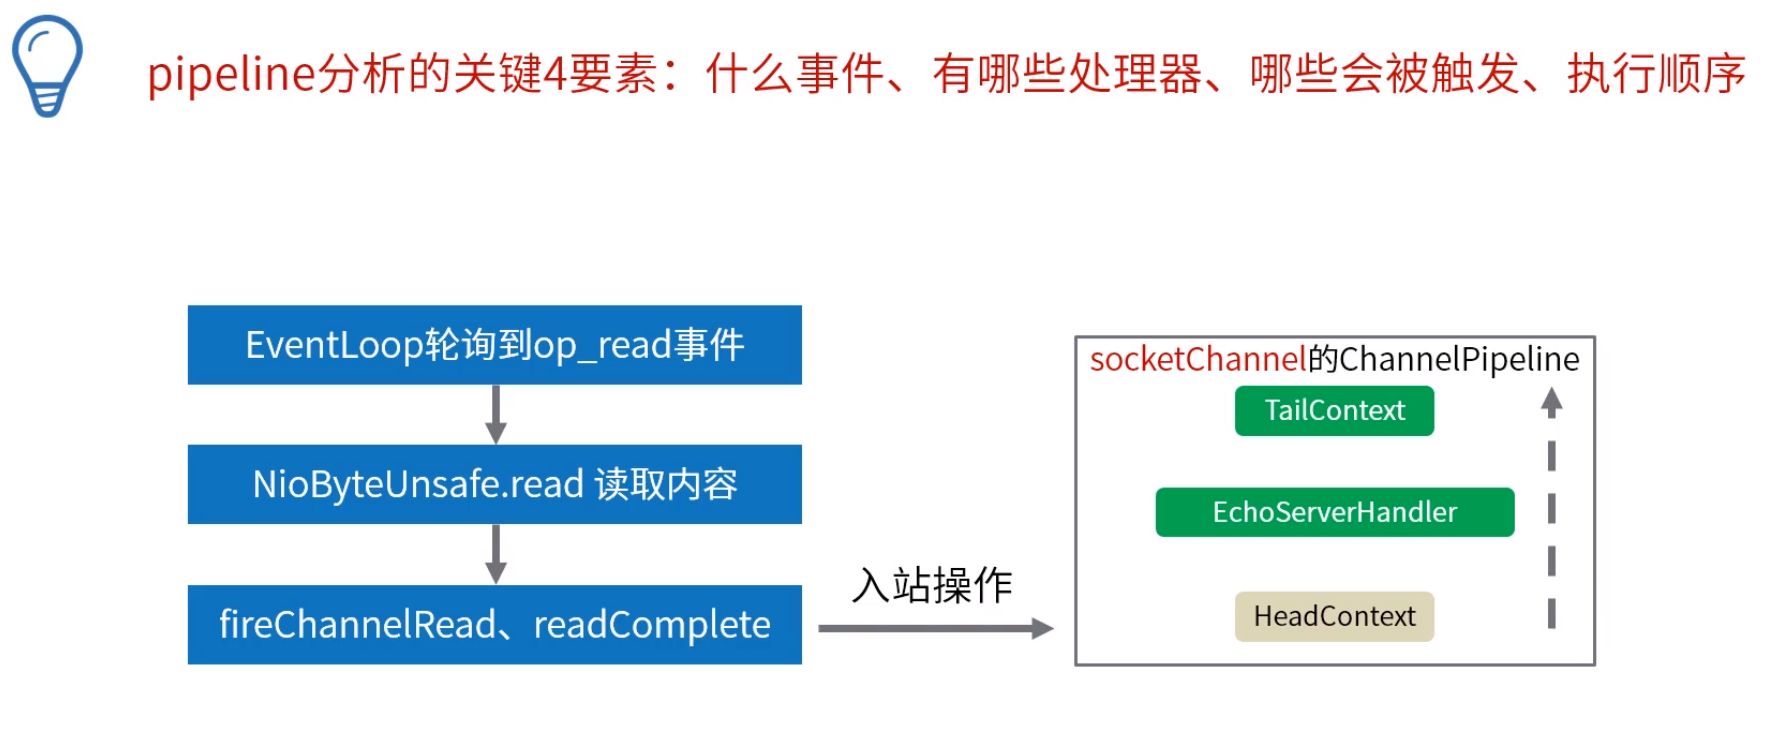 pipeline分析的关键4要素：什么事件、有哪些处理器、哪些会被触发、执行顺序
EventLoop轮询到op_read事件
NioByteUnsafe.read 读取内容
fireChannelRead、readComplete
入站操作
socketChannel的ChannelPipeline
TailContext
EchoServerHandler
HeadContext